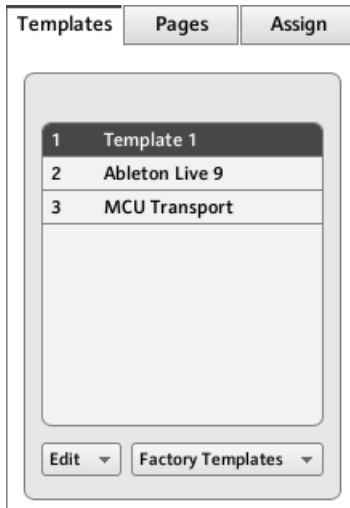 Templates Pages Assign
1 Template 1
2 Ableton Live 9
3 MCU Transport
Edit Factory Templates